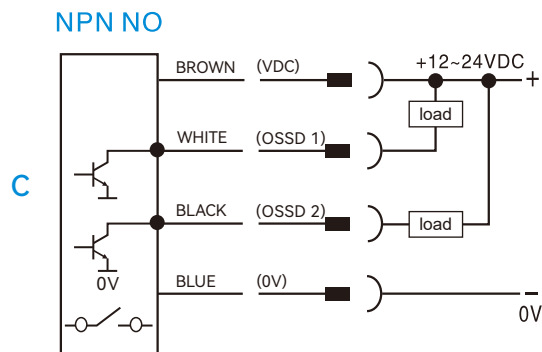 NPN NO
BROWN (VDC) +12~24VDC +
load
WHITE (OSSD 1)
C
BLACK (OSSD 2) load
0V
BLUE (0V) −
0V